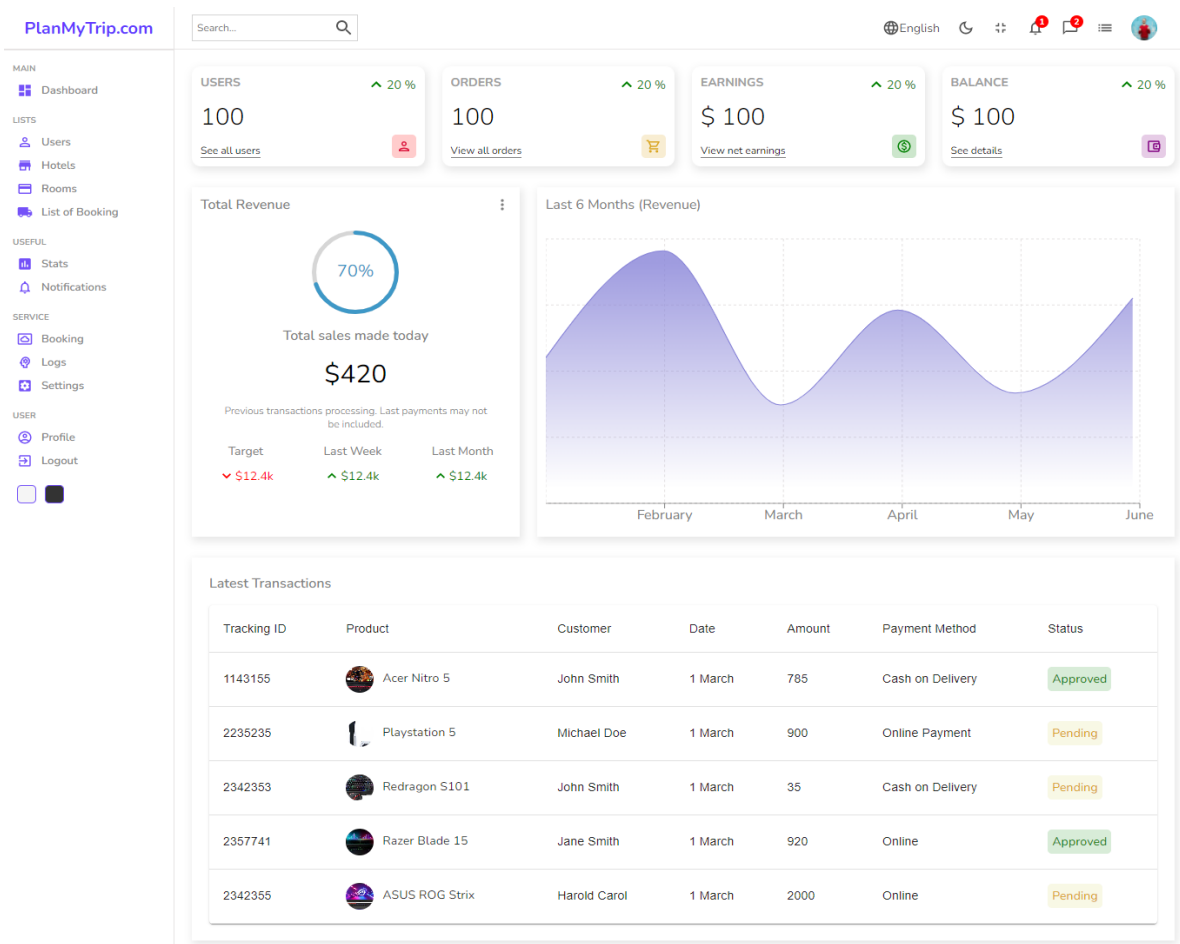 PlanMyTrip.com
Search...
English
1
2
MAIN
Dashboard
LISTS
Users
Hotels
Rooms
List of Booking
USEFUL
Stats
Notifications
SERVICE
Booking
Logs
Settings
USER
Profile
Logout
USERS
20 %
100
See all users
ORDERS
20 %
100
View all orders
EARNINGS
20 %
$ 100
View net earnings
BALANCE
20 %
$ 100
See details
Total Revenue
70%
Total sales made today
$420
Previous transactions processing. Last payments may not
be included.
Target Last Week Last Month
$12.4k $12.4k $12.4k
Last 6 Months (Revenue)
February March April May June
Latest Transactions
Tracking ID Product Customer Date Amount Payment Method Status
1143155 Acer Nitro 5 John Smith 1 March 785 Cash on Delivery Approved
2235235 Playstation 5 Michael Doe 1 March 900 Online Payment Pending
2342353 Redragon S101 John Smith 1 March 35 Cash on Delivery Pending
2357741 Razer Blade 15 Jane Smith 1 March 920 Online Approved
2342355 ASUS ROG Strix Harold Carol 1 March 2000 Online Pending